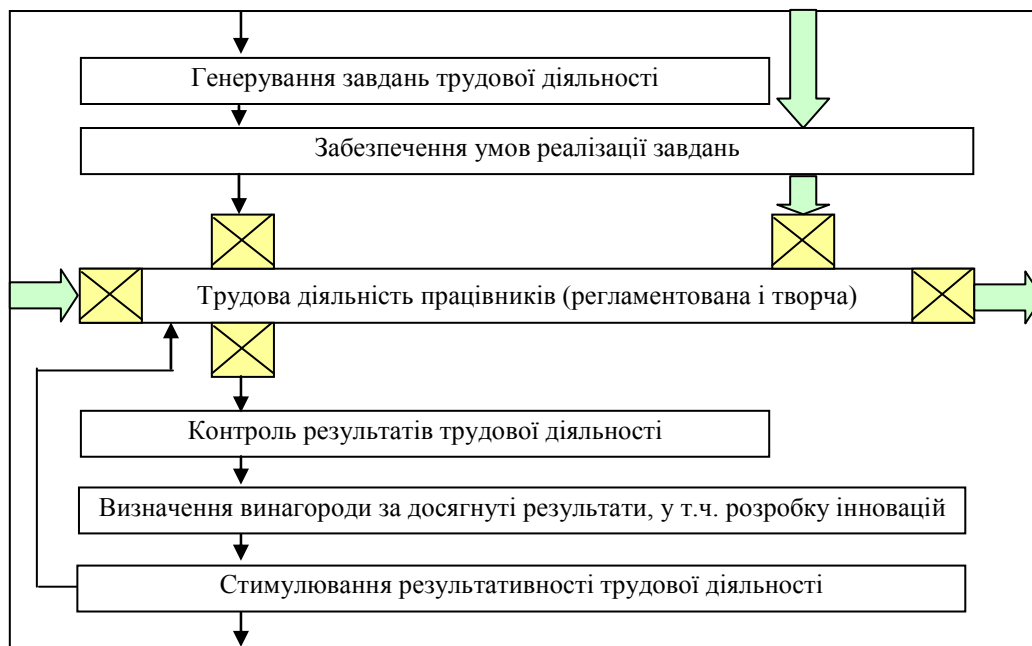 Генерування завдань трудової діяльності
Забезпечення умов реалізації завдань
Трудова діяльність працівників (регламентована і творча)
Контроль результатів трудової діяльності
Визначення винагороди за досягнуті результати, у т.ч. розробку інновацій
Стимулювання результативності трудової діяльності